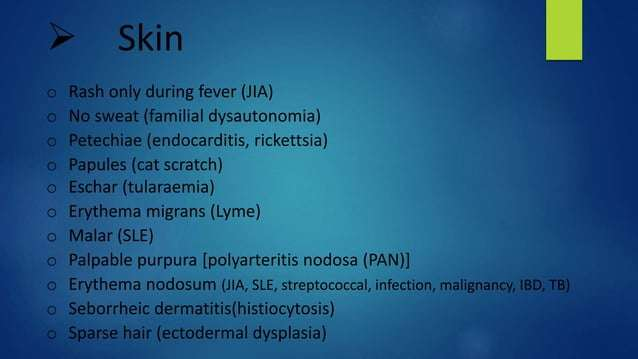 ➢ Skin
o Rash only during fever (JIA)
o No sweat (familial dysautonomia)
o Petechiae (endocarditis, rickettsia)
o Papules (cat scratch)
o Eschar (tularaemia)
o Erythema migrans (Lyme)
o Malar (SLE)
o Palpable purpura [polyarteritis nodosa (PAN)]
o Erythema nodosum (JIA, SLE, streptococcal, infection, malignancy, IBD, TB)
o Seborrheic dermatitis(histiocytosis)
o Sparse hair (ectodermal dysplasia)